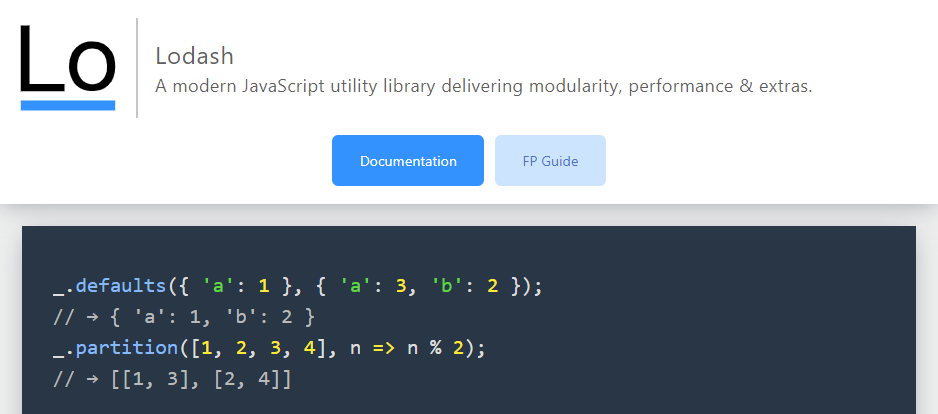 Lo
Lodash
A modern JavaScript utility library delivering modularity, performance & extras.
Documentation
FP Guide
_.defaults({ 'a': 1 }, { 'a': 3, 'b': 2 });
// → { 'a': 1, 'b': 2 }
_.partition([1, 2, 3, 4], n => n % 2);
// → [[1, 3], [2, 4]]